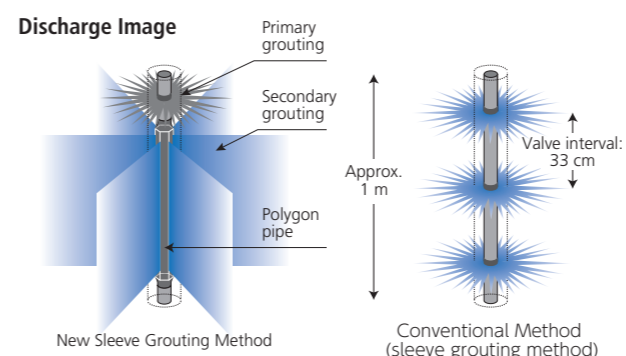 Discharge Image
Primary
grouting
Secondary
grouting
Polygon
pipe
New Sleeve Grouting Method
Approx.
1 m
Valve interval:
33 cm
Conventional Method
(sleeve grouting method)